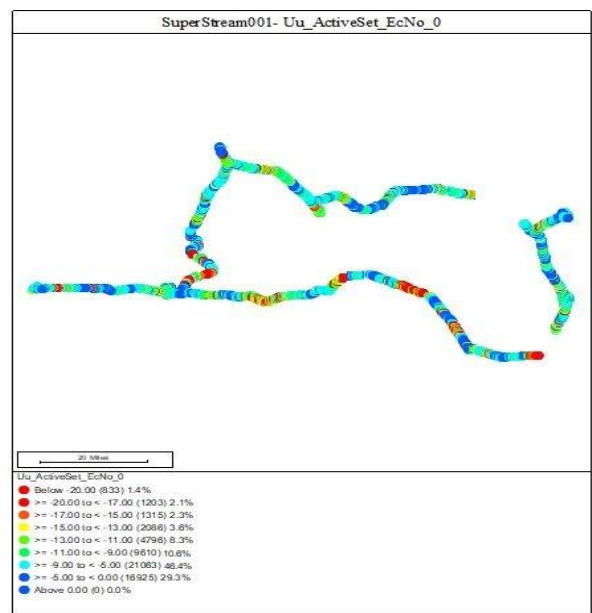 SuperStream001- Uu_ActiveSet_EcNo_0
20 Miles
Uu_ActiveSet_EcNo_0
Below -20.00 (833) 1.4%
>= -20.00 to < -17.00 (1203) 2.1%
>= -17.00 to < -15.00 (1315) 2.3%
>= -15.00 to < -13.00 (2086) 3.6%
>= -13.00 to < -11.00 (4796) 8.3%
>= -11.00 to < -9.00 (9610) 10.6%
>= -9.00 to < -5.00 (21063) 46.4%
>= -5.00 to < 0.00 (16925) 29.3%
Above 0.00 (0) 0.0%